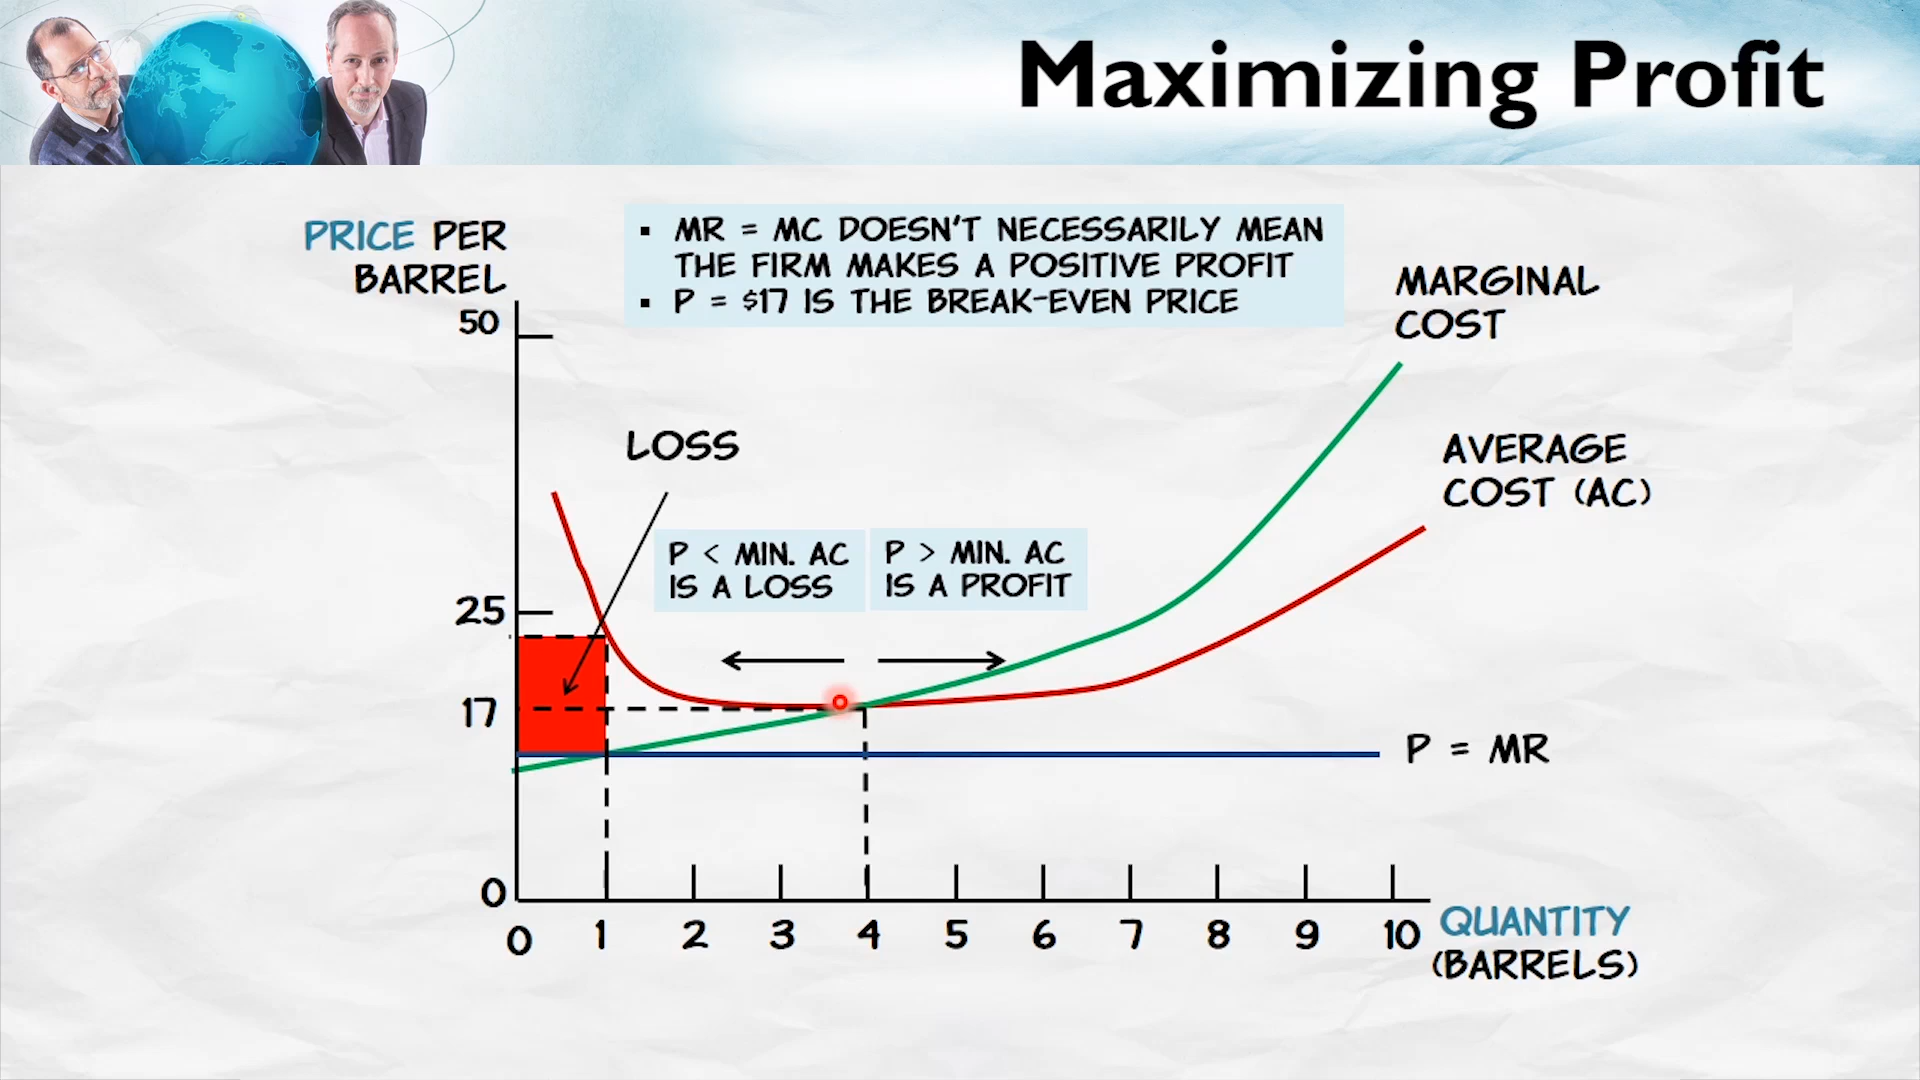 Maximizing Profit
PRICE PER
BARREL
▪ MR = MC DOESN'T NECESSARILY MEAN
THE FIRM MAKES A POSITIVE PROFIT
▪ P = $17 IS THE BREAK-EVEN PRICE
MARGINAL
COST
50
LOSS
AVERAGE
COST (AC)
P < MIN. AC
IS A LOSS
P > MIN. AC
IS A PROFIT
25
17
P = MR
0
0 1 2 3 4 5 6 7 8 9 10
QUANTITY
(BARRELS)